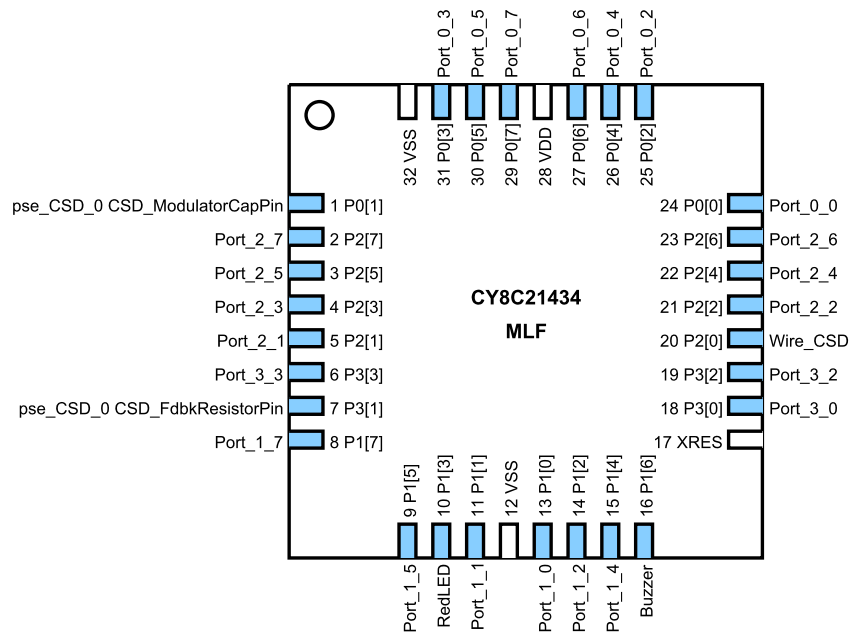 Port_0_3
Port_0_5
Port_0_7
Port_0_6
Port_0_4
Port_0_2
32 VSS
31 P0[3]
30 P0[5]
29 P0[7]
28 VDD
27 P0[6]
26 P0[4]
25 P0[2]
pse_CSD_0 CSD_ModulatorCapPin 1 P0[1]
Port_2_7 2 P2[7]
Port_2_5 3 P2[5]
Port_2_3 4 P2[3]
Port_2_1 5 P2[1]
Port_3_3 6 P3[3]
pse_CSD_0 CSD_FdbkResistorPin 7 P3[1]
Port_1_7 8 P1[7]
CY8C21434
MLF
24 P0[0] Port_0_0
23 P2[6] Port_2_6
22 P2[4] Port_2_4
21 P2[2] Port_2_2
20 P2[0] Wire_CSD
19 P3[2] Port_3_2
18 P3[0] Port_3_0
17 XRES
9 P1[5]
10 P1[3]
11 P1[1]
12 VSS
13 P1[0]
14 P1[2]
15 P1[4]
16 P1[6]
Port_1_5
RedLED
Port_1_1
Port_1_0
Port_1_2
Port_1_4
Buzzer